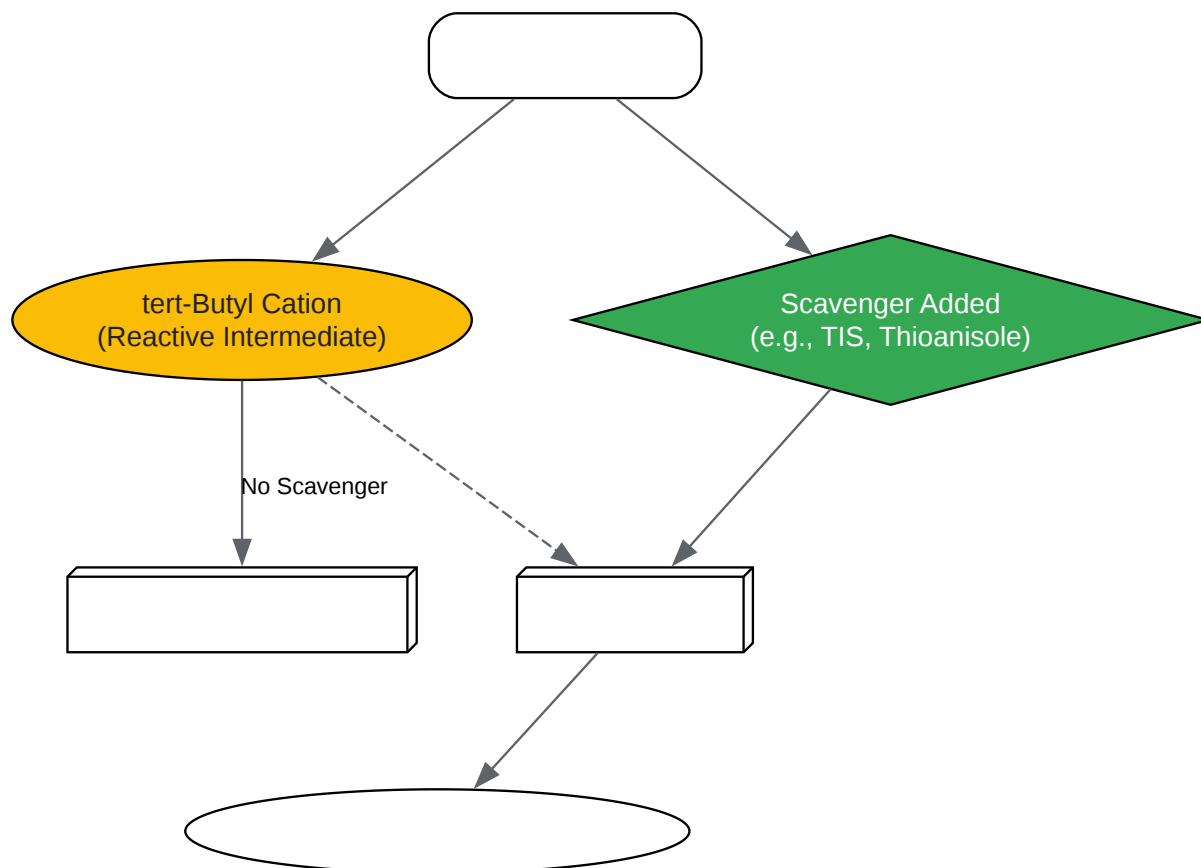 tert-Butyl Cation
(Reactive Intermediate)
Scavenger Added
(e.g., TIS, Thioanisole)
No Scavenger